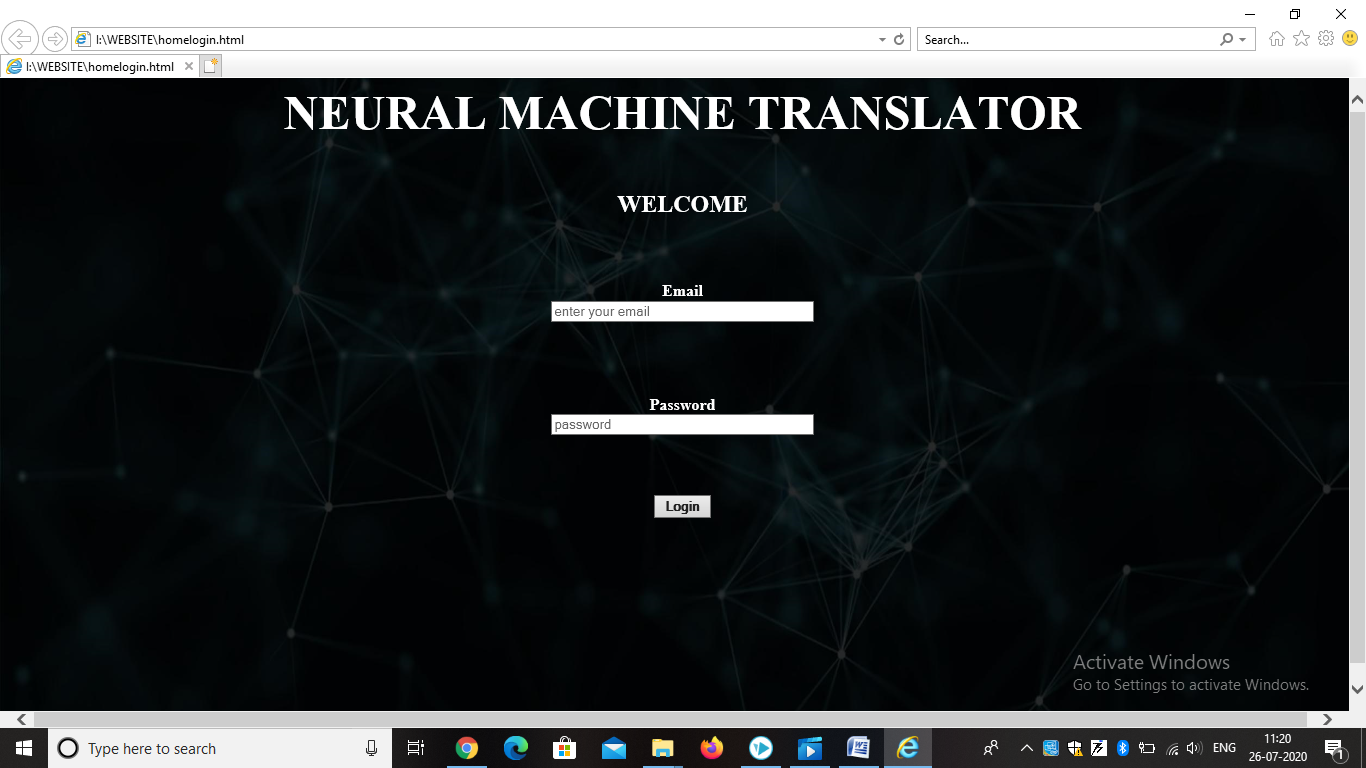 I:\WEBSITE\homelogin.html
Search...
I:\WEBSITE\homelogin.html
NEURAL MACHINE TRANSLATOR
WELCOME
Email
enter your email
Password
password
Login
Activate Windows
Go to Settings to activate Windows.
Type here to search
ENG
11:20
26-07-2020
1